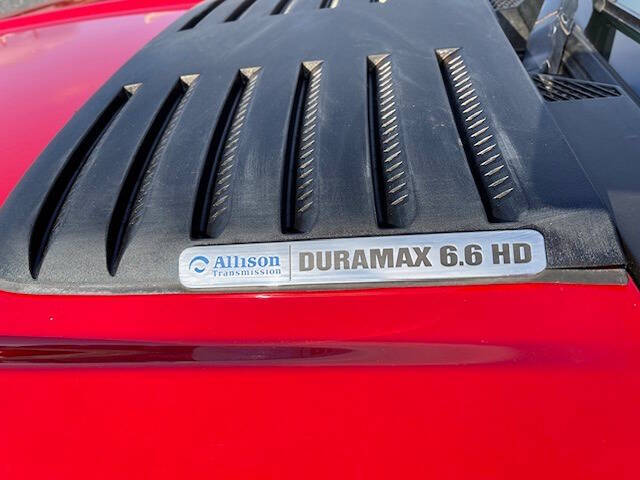 Allison
Transmission
DURAMAX 6.6 HD